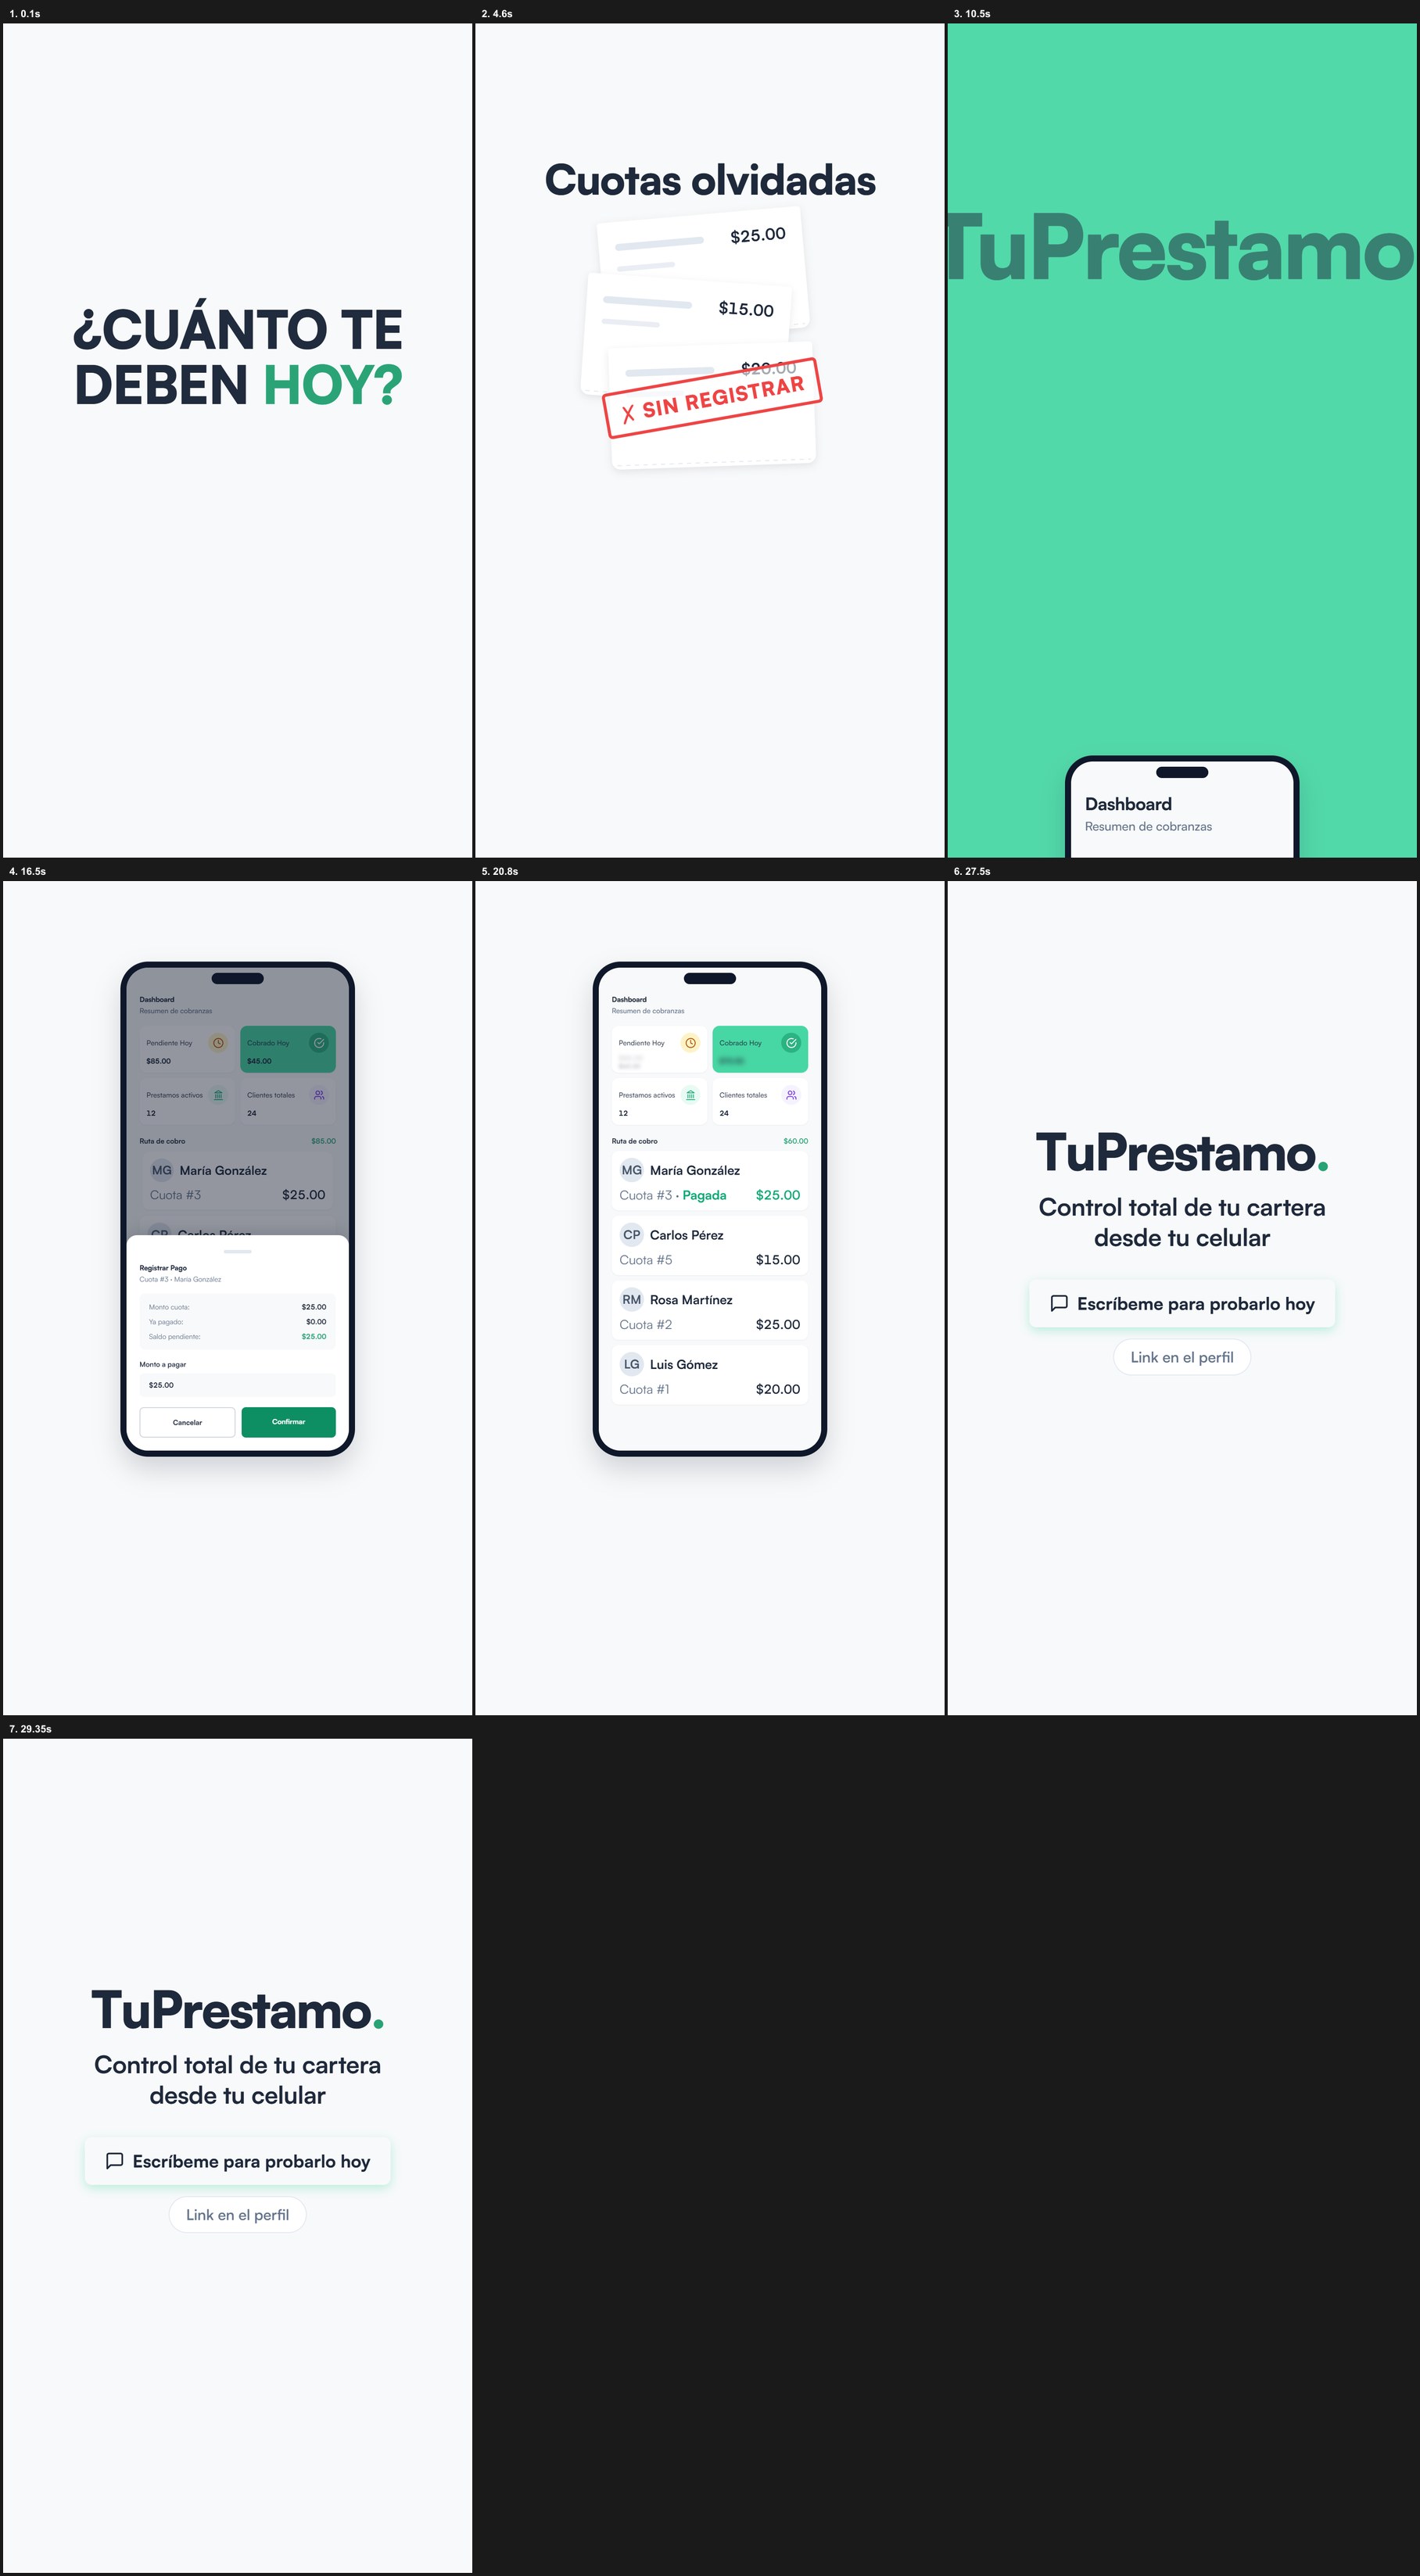 1. 0.1s
¿CUÁNTO TE
DEBEN HOY?
2. 4.6s
Cuotas olvidadas
$25.00
$15.00
$20.00
X SIN REGISTRAR
3. 10.5s
TuPrestamo
Dashboard
Resumen de cobranzas
4. 16.5s
Dashboard
Resumen de cobranzas
Pendiente Hoy
$85.00
Cobrado Hoy
$45.00
Prestamos activos
12
Clientes totales
24
Ruta de cobro $85.00
MG María González
Cuota #3 $25.00
CP Carlos Pérez
Registrar Pago
Cuota #3 • María González
Monto cuota: $25.00
Ya pagado: $0.00
Saldo pendiente: $25.00
Monto a pagar
$25.00
Cancelar
Confirmar
5. 20.8s
Dashboard
Resumen de cobranzas
Pendiente Hoy
Cobrado Hoy
Prestamos activos
12
Clientes totales
24
Ruta de cobro $60.00
MG María González
Cuota #3 · Pagada $25.00
CP Carlos Pérez
Cuota #5 $15.00
RM Rosa Martínez
Cuota #2 $25.00
LG Luis Gómez
Cuota #1 $20.00
6. 27.5s
TuPrestamo.
Control total de tu cartera
desde tu celular
Escríbeme para probarlo hoy
Link en el perfil
7. 29.35s
TuPrestamo.
Control total de tu cartera
desde tu celular
Escríbeme para probarlo hoy
Link en el perfil